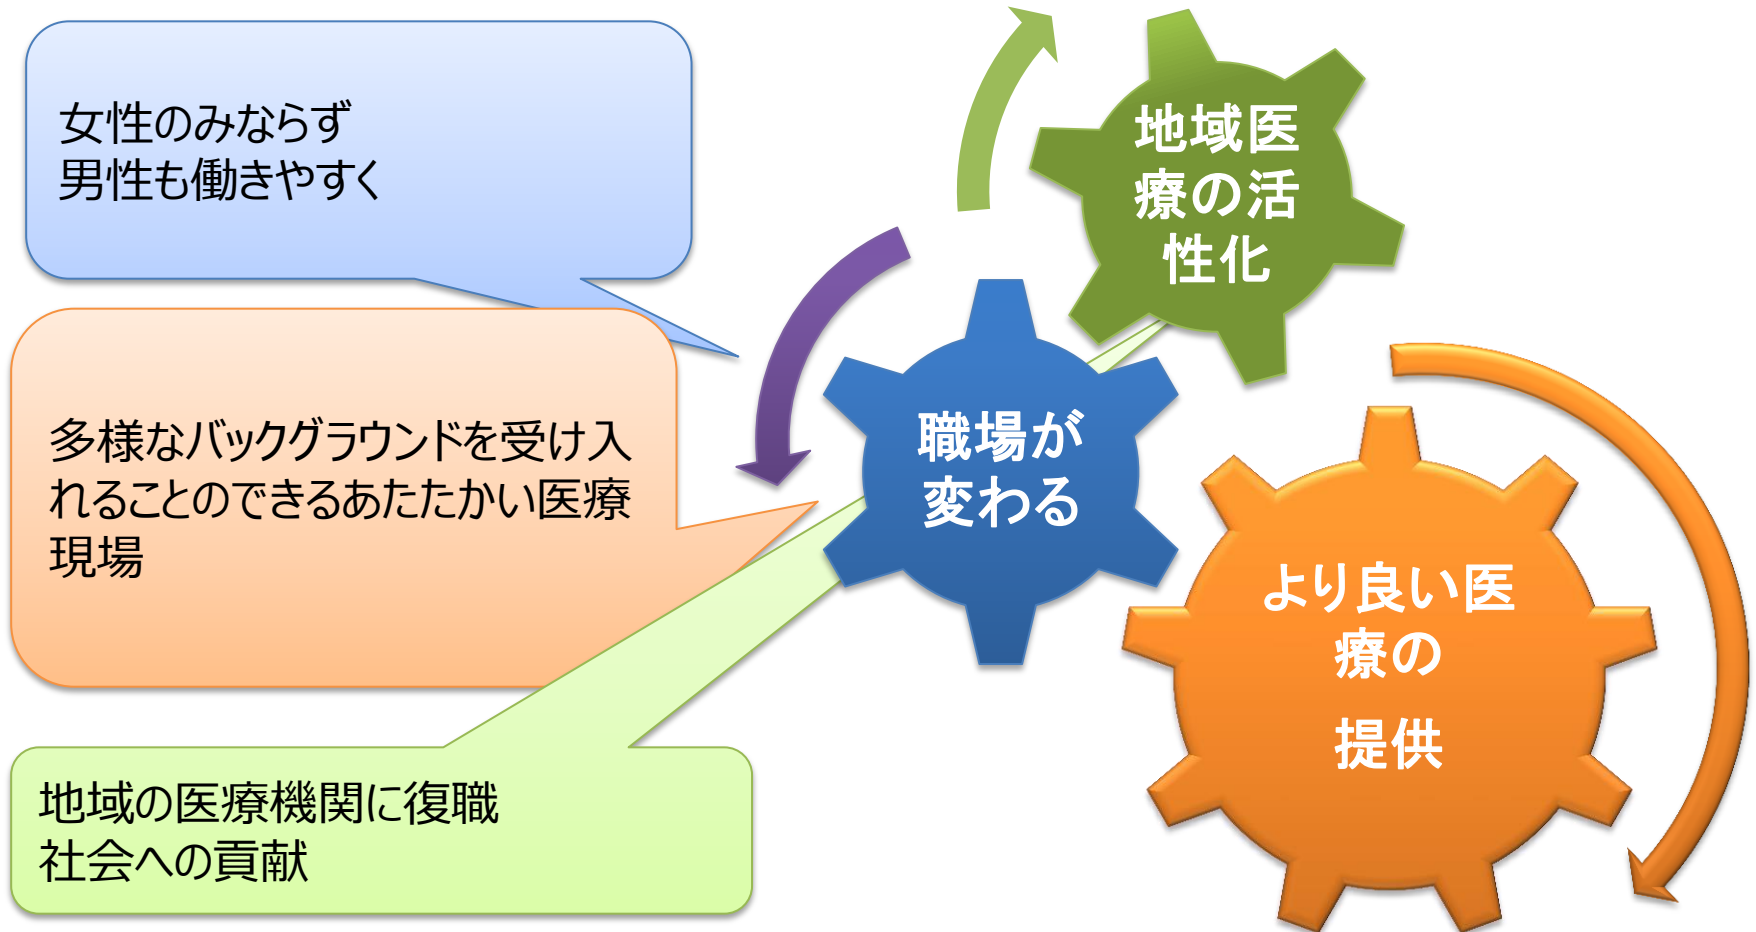 女性のみならず
男性も働きやすく
多様なバックグラウンドを受け入
れることのできるあたたかい医療
現場
地域の医療機関に復職
社会への貢献
地域医
療の活
性化
職場が
変わる
より良い医
療の
提供